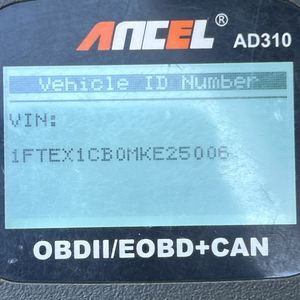 ANCEL®
AD310
Vehicle ID Number
VIN:
1FTEX1CB0MKE25006
OBDII/EOBD+CAN